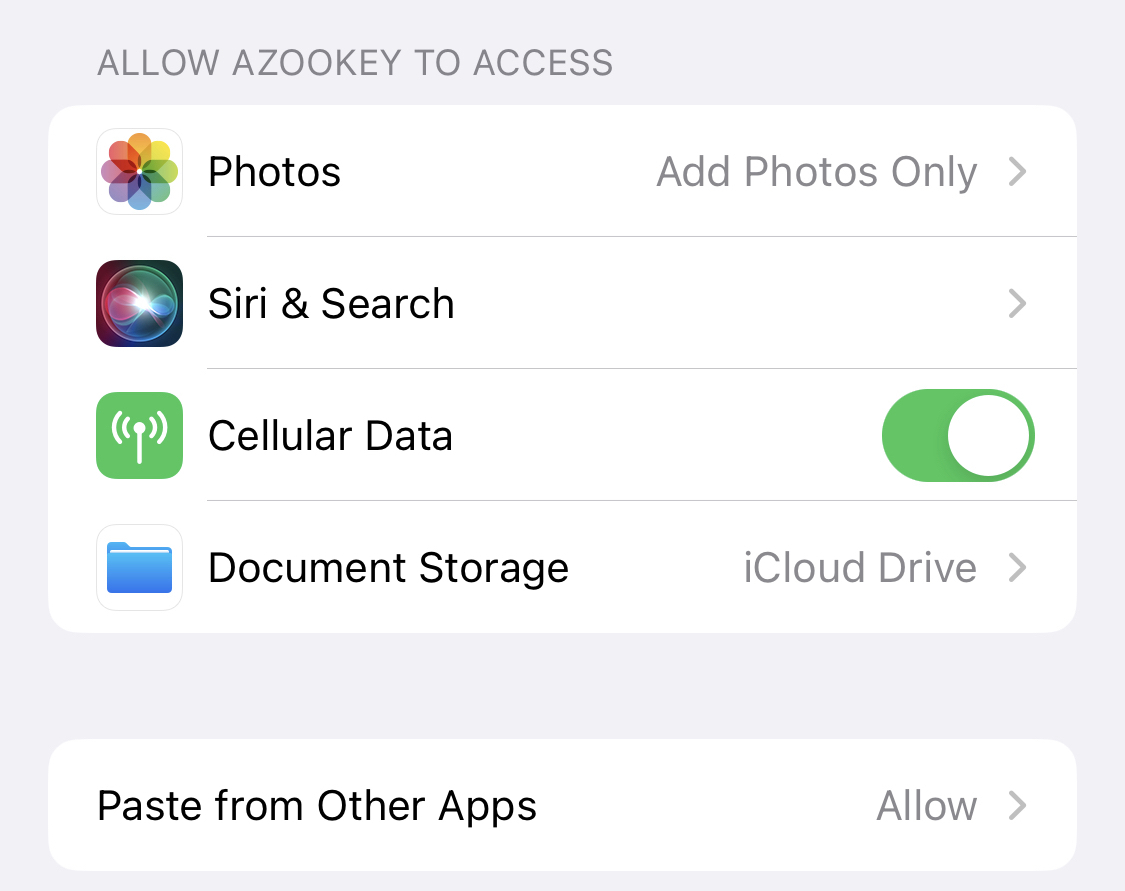 ALLOW AZOOKEY TO ACCESS
Photos Add Photos Only
Siri & Search
Cellular Data
Document Storage iCloud Drive
Paste from Other Apps Allow